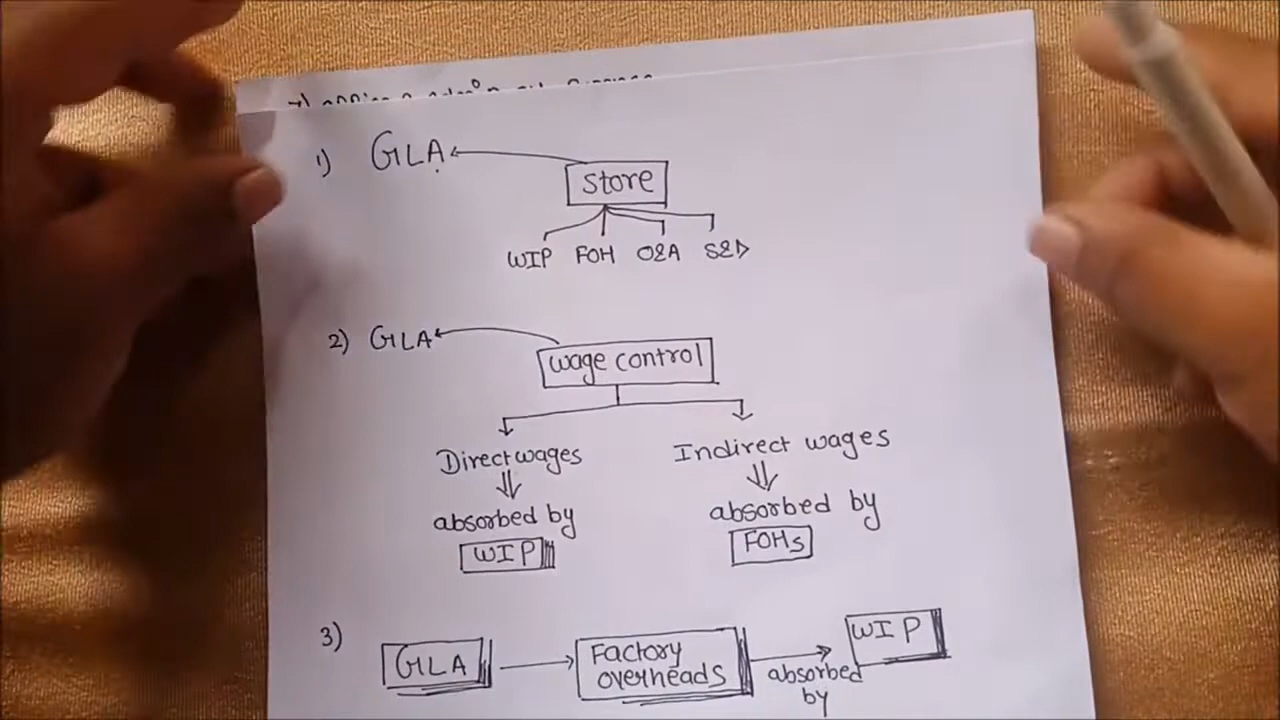 1) GLA
Store
WIP FOH O&A S&D
2) GLA
wage control
Direct wages
Indirect wages
absorbed by
absorbed by
WIP
FOHs
3)
GLA
Factory
overheads
WIP
absorbed
by